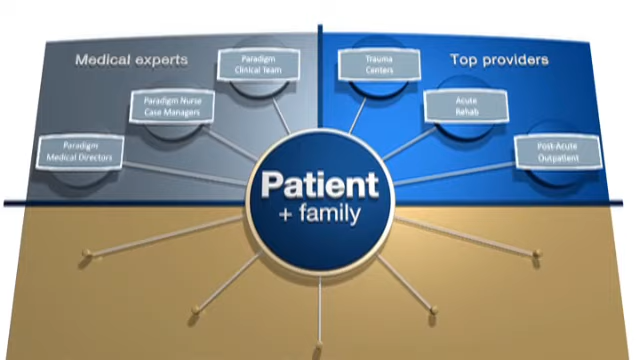 Medical experts
Top providers
Paradigm
Clinical Team
Trauma
Centers
Paradigm Nurse
Case Managers
Acute
Rehab
Paradigm
Medical Directors
Post-Acute
Outpatient
Patient
+ family